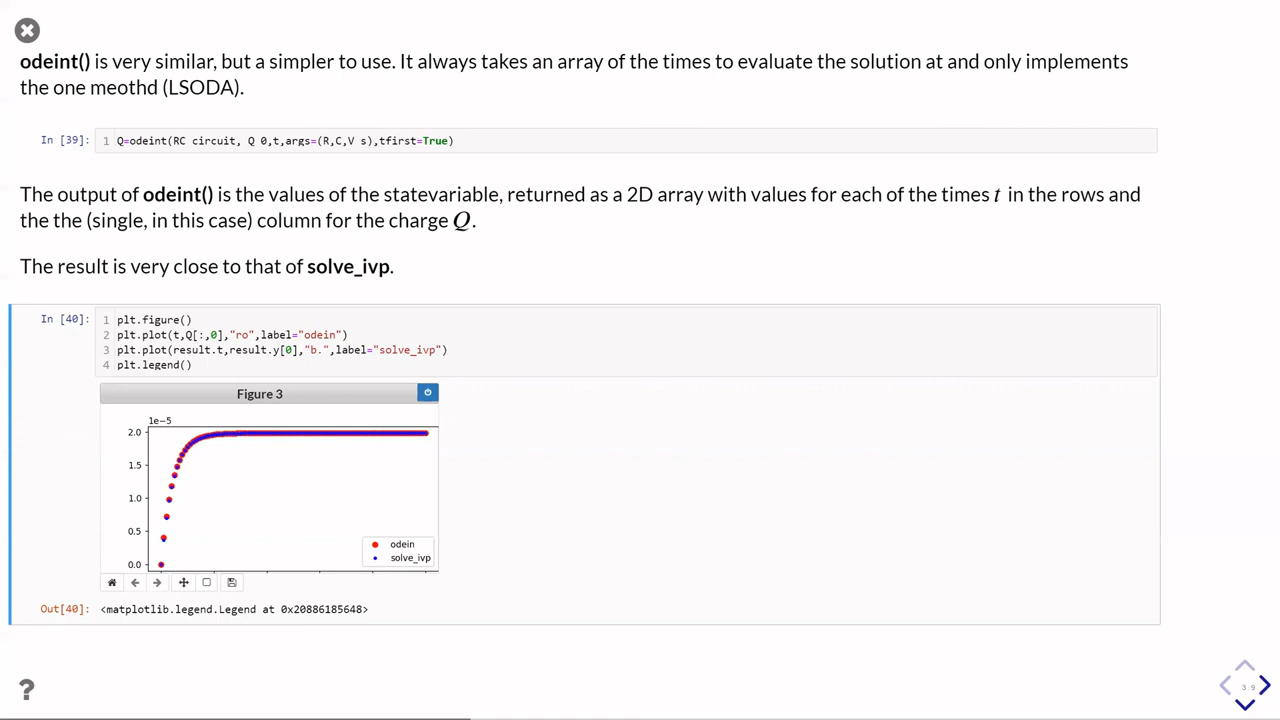 odeint() is very similar, but a simpler to use. It always takes an array of the times to evaluate the solution at and only implements
the one meothd (LSODA).
In [39]: 1 Q=odeint(RC circuit, Q 0,t,args=(R,C,V s),tfirst=True)
The output of odeint() is the values of the statevariable, returned as a 2D array with values for each of the times t in the rows and
the the (single, in this case) column for the charge Q.
The result is very close to that of solve_ivp.
In [40]: 1 plt.figure()
2 plt.plot(t,Q[:,0],"ro",label="odein")
3 plt.plot(result.t,result.y[0],"b.",label="solve_ivp")
4 plt.legend()
Figure 3
1e-5
2.0
1.5
1.0
0.5
0.0
odein
solve_ivp
Out[40]: <matplotlib.legend.Legend at 0x20886185648>
?
3.9